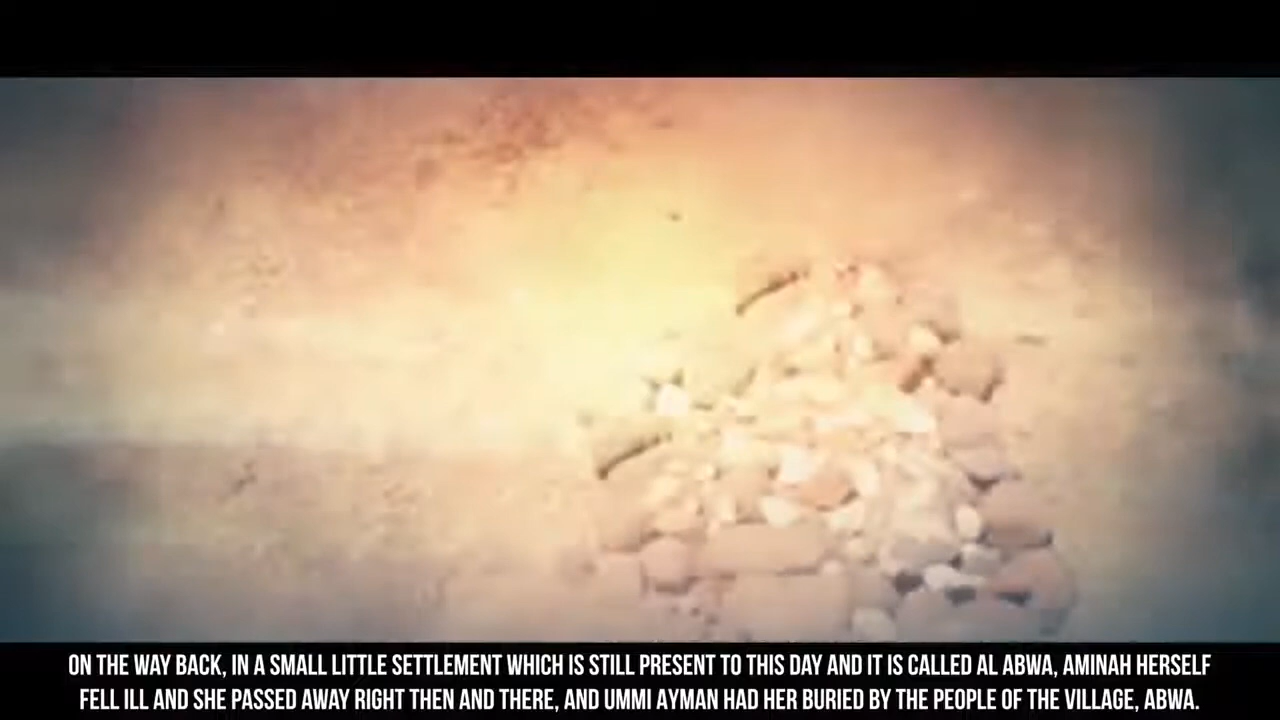 ON THE WAY BACK, IN A SMALL LITTLE SETTLEMENT WHICH IS STILL PRESENT TO THIS DAY AND IT IS CALLED AL ABWA, AMINAH HERSELF
FELL ILL AND SHE PASSED AWAY RIGHT THEN AND THERE, AND UMMI AYMAN HAD HER BURIED BY THE PEOPLE OF THE VILLAGE, ABWA.